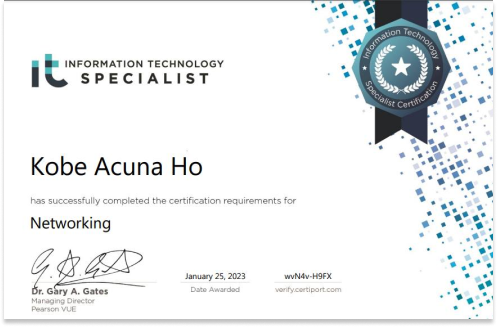 it INFORMATION TECHNOLOGY
SPECIALIST
Information Technology
Specialist Certification
Kobe Acuna Ho
has successfully completed the certification requirements for
Networking
Dr. Gary A. Gates
Managing Director
Pearson VUE
January 25, 2023
Date Awarded
wvN4v-H9FX
verify.certiport.com